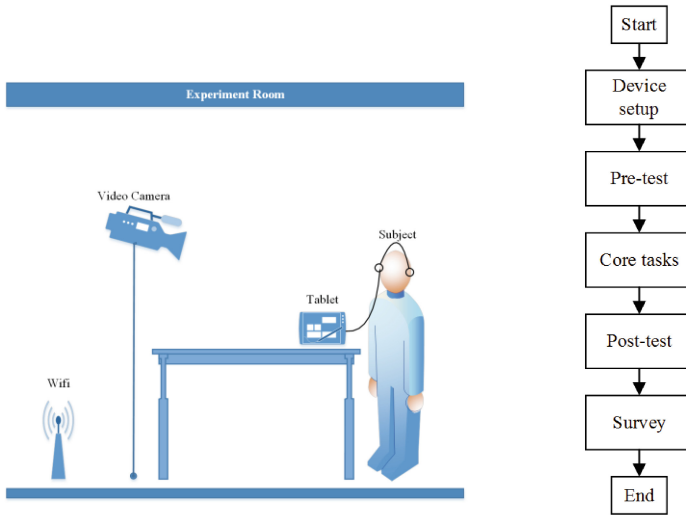 Experiment Room
Video Camera
Subject
Tablet
Wifi
Start
Device
setup
Pre-test
Core tasks
Post-test
Survey
End